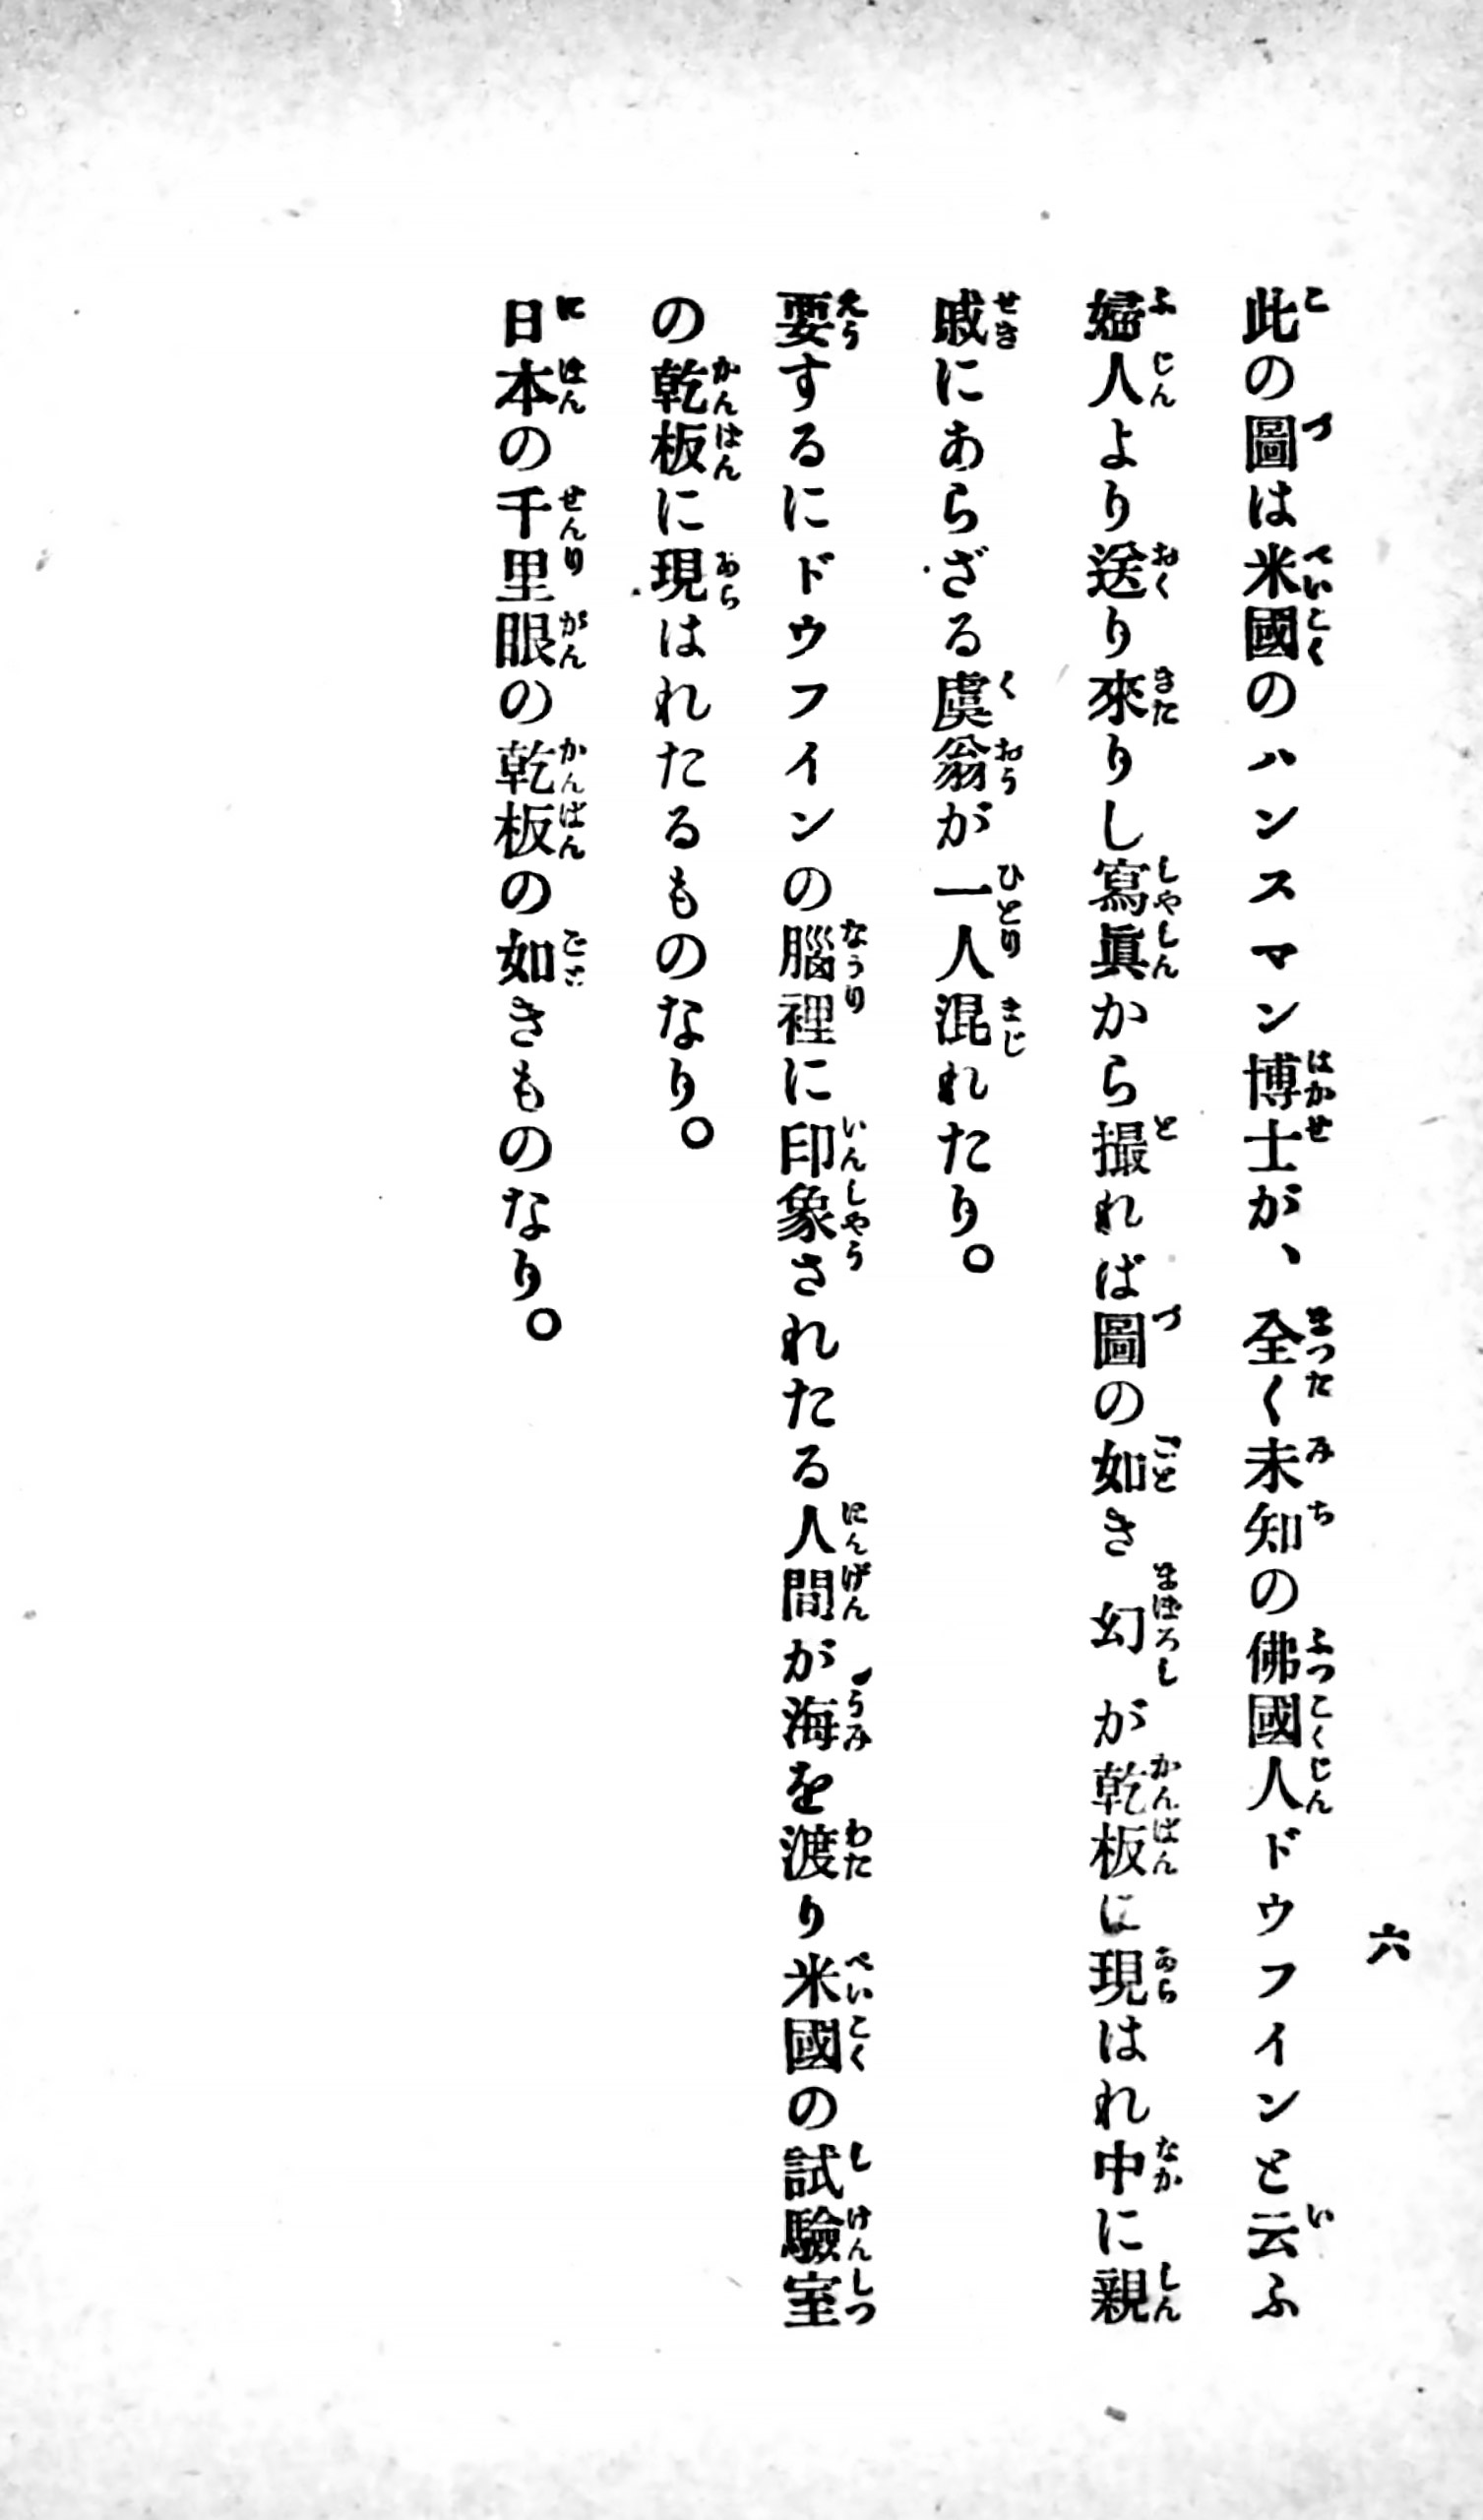 六
此の圖は米國のハンスマン博士が、全く未知の佛國人ドウフインと云ふ
婦人より送り來りし寫眞から撮れば圖の如き幻が乾板に現はれ中に親
戚にあらざる虞翁が一人混れたり。
要するにドウフインの腦裡に印象されたる人間が海を渡り米國の試驗室
の乾板に現はれたるものなり。
日本の千里眼の乾板の如きものなり。